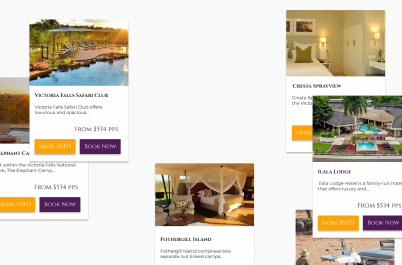 Victoria Falls Safari Club
Victoria Falls Safari Club offers
luxurious and spacious...
From $534 pps
More Info
Book Now
Cresta Sprayview
Cresta
the Victo
Ilala Lodge
Ilala Lodge Hotel is a family-run hote
that offers luxury and...
From $534 pps
More Info
Book Now
Elephant Ca
t within the Victoria Falls National
rk, The Elephant Camp...
From $534 pps
More Info
Book Now
Fothergill Island
Fothergill Island comprises two
separate but linked camps...